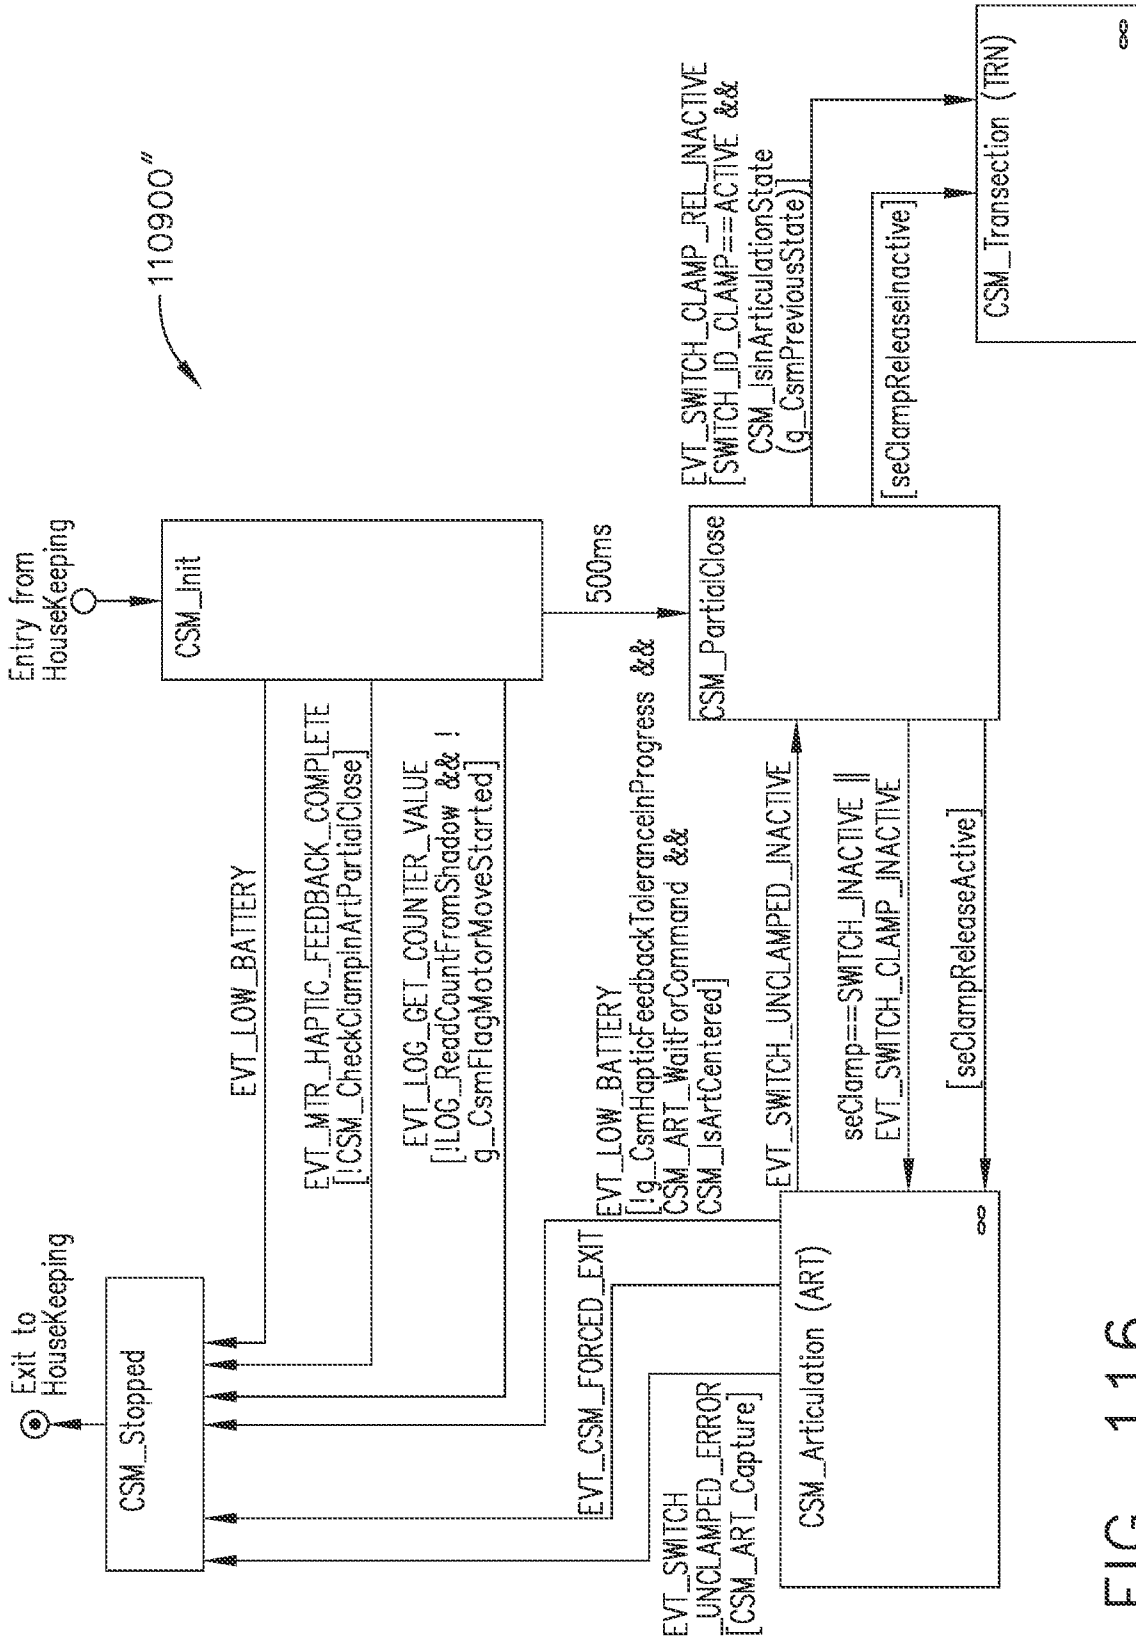 Exit to
HouseKeeping
CSM_Stopped
Entry from
HouseKeeping
CSM_Init
110900"
EVT_LOW_BATTERY
EVT_MTR_HAPTIC_FEEDBACK_COMPLETE
[!CSM_CheckClampinArtPartialClose]
EVT_LOG_GET_COUNTER_VALUE
[!LOG_ReadCountFromShadow && !
g_CsmFlagMotorMoveStarted]
500ms
EVT_SWITCH
_UNCLAMPED_ERROR
[CSM_ART_Capture]
EVT_CSM_FORCED_EXIT
EVT_LOW_BATTERY
[!g_CsmHapticFeedbackToleranceinProgress &&
CSM_ART_WaitForCommand &&
CSM_IsArtCentered]
CSM_Articulation (ART)
EVT_SWITCH_UNCLAMPED_INACTIVE
seClamp==SWITCH_INACTIVE ||
EVT_SWITCH_CLAMP_INACTIVE
[seClampReleaseActive]
CSM_PartialClose
EVT_SWITCH_CLAMP_REL_INACTIVE
[SWITCH_ID_CLAMP==ACTIVE &&
CSM_IsInArticulationState
(g_CsmPreviousState)]
[seClampReleaseInactive]
CSM_Transection (TRN)
FIG. 116